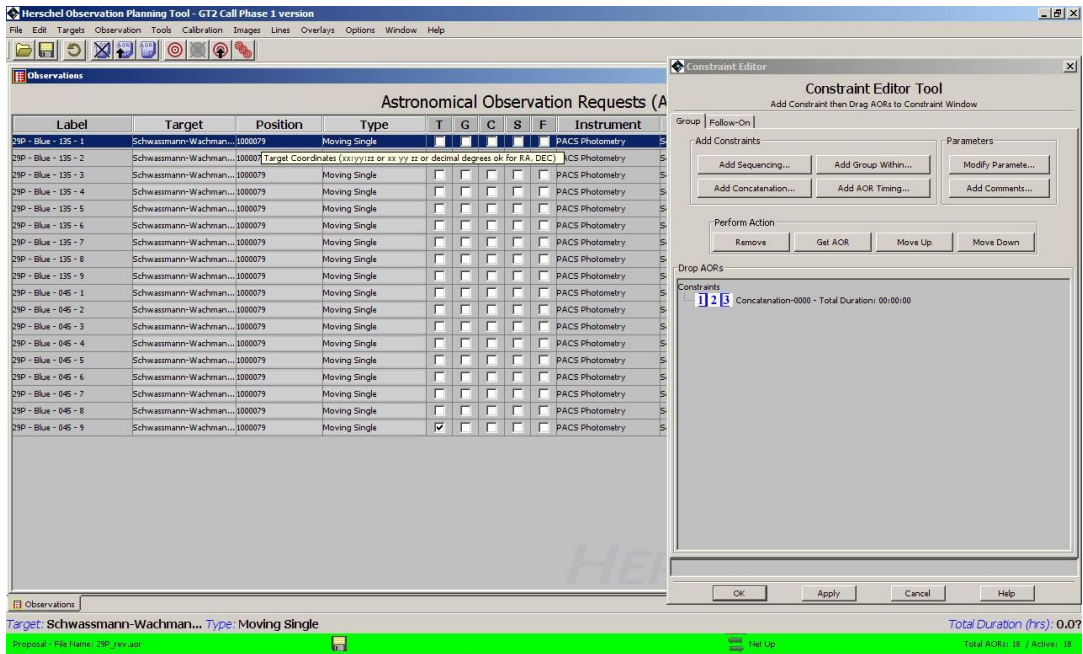 Herschel Observation Planning Tool - GT2 Call Phase 1 version
File Edit Targets Observation Tools Calibration Images Lines Overlays Options Window Help
Observations
Astronomical Observation Requests (A
Label Target Position Type T G C S F Instrument
29P - Blue - 135 - 1 Schwassmann-Wachman... 1000079 Moving Single PACS Photometry
Target Coordinates (xx:yy:zz or xx yy zz or decimal degrees ok for RA, DEC)
29P - Blue - 135 - 2 Schwassmann-Wachman... 100007 ACS Photometry
29P - Blue - 135 - 3 Schwassmann-Wachman... 1000079 Moving Single PACS Photometry
29P - Blue - 135 - 4 Schwassmann-Wachman... 1000079 Moving Single PACS Photometry
29P - Blue - 135 - 5 Schwassmann-Wachman... 1000079 Moving Single PACS Photometry
29P - Blue - 135 - 6 Schwassmann-Wachman... 1000079 Moving Single PACS Photometry
29P - Blue - 135 - 7 Schwassmann-Wachman... 1000079 Moving Single PACS Photometry
29P - Blue - 135 - 8 Schwassmann-Wachman... 1000079 Moving Single PACS Photometry
29P - Blue - 135 - 9 Schwassmann-Wachman... 1000079 Moving Single PACS Photometry
29P - Blue - 045 - 1 Schwassmann-Wachman... 1000079 Moving Single PACS Photometry
29P - Blue - 045 - 2 Schwassmann-Wachman... 1000079 Moving Single PACS Photometry
29P - Blue - 045 - 3 Schwassmann-Wachman... 1000079 Moving Single PACS Photometry
29P - Blue - 045 - 4 Schwassmann-Wachman... 1000079 Moving Single PACS Photometry
29P - Blue - 045 - 5 Schwassmann-Wachman... 1000079 Moving Single PACS Photometry
29P - Blue - 045 - 6 Schwassmann-Wachman... 1000079 Moving Single PACS Photometry
29P - Blue - 045 - 7 Schwassmann-Wachman... 1000079 Moving Single PACS Photometry
29P - Blue - 045 - 8 Schwassmann-Wachman... 1000079 Moving Single PACS Photometry
29P - Blue - 045 - 9 Schwassmann-Wachman... 1000079 Moving Single PACS Photometry
HER
Constraint Editor
Constraint Editor Tool
Add Constraint then Drag AORs to Constraint Window
Group Follow-On
Add Constraints Parameters
Add Sequencing... Add Group Within... Modify Paramete...
Add Concatenation... Add AOR Timing... Add Comments...
Perform Action
Remove Get AOR Move Up Move Down
Drop AORs
Constraints
1 2 3 Concatenation-0000 - Total Duration: 00:00:00
OK Apply Cancel Help
Observations
Target: Schwassmann-Wachman... Type: Moving Single Total Duration (hrs): 0.0?
Proposal - File Name: 29P_rev.aor Net Up Total AORs: 18 / Active: 18